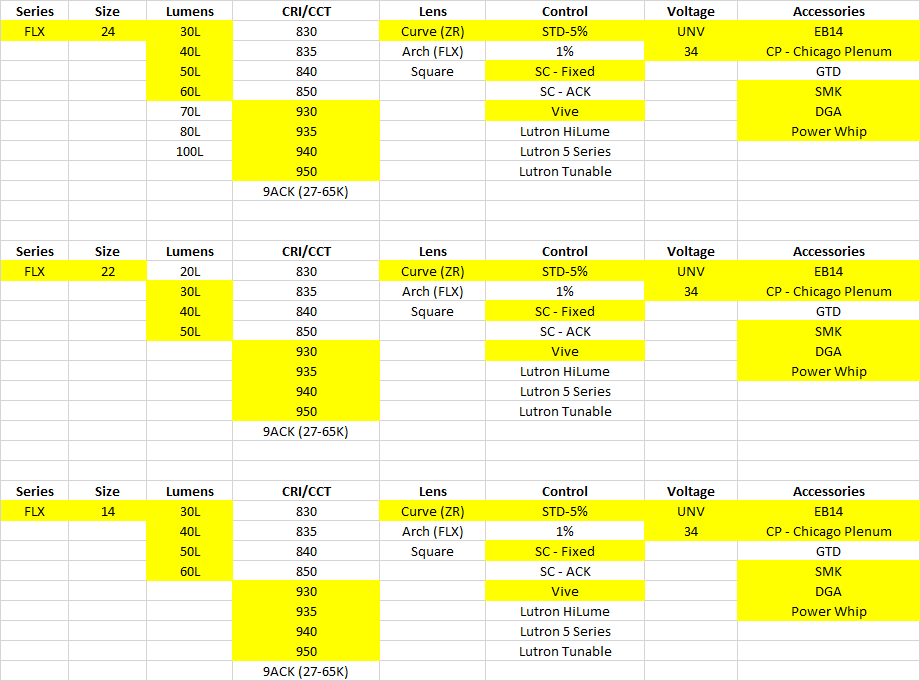 Series Size Lumens CRI/CCT Lens Control Voltage Accessories
FLX 24 30L 830 Curve (ZR) STD-5% UNV EB14
40L 835 Arch (FLX) 1% 34 CP - Chicago Plenum
50L 840 Square SC - Fixed GTD
60L 850 SC - ACK SMK
70L 930 Vive DGA
80L 935 Lutron HiLume Power Whip
100L 940 Lutron 5 Series
950 Lutron Tunable
9ACK (27-65K)
Series Size Lumens CRI/CCT Lens Control Voltage Accessories
FLX 22 20L 830 Curve (ZR) STD-5% UNV EB14
30L 835 Arch (FLX) 1% 34 CP - Chicago Plenum
40L 840 Square SC - Fixed GTD
50L 850 SC - ACK SMK
930 Vive DGA
935 Lutron HiLume Power Whip
940 Lutron 5 Series
950 Lutron Tunable
9ACK (27-65K)
Series Size Lumens CRI/CCT Lens Control Voltage Accessories
FLX 14 30L 830 Curve (ZR) STD-5% UNV EB14
40L 835 Arch (FLX) 1% 34 CP - Chicago Plenum
50L 840 Square SC - Fixed GTD
60L 850 SC - ACK SMK
930 Vive DGA
935 Lutron HiLume Power Whip
940 Lutron 5 Series
950 Lutron Tunable
9ACK (27-65K)